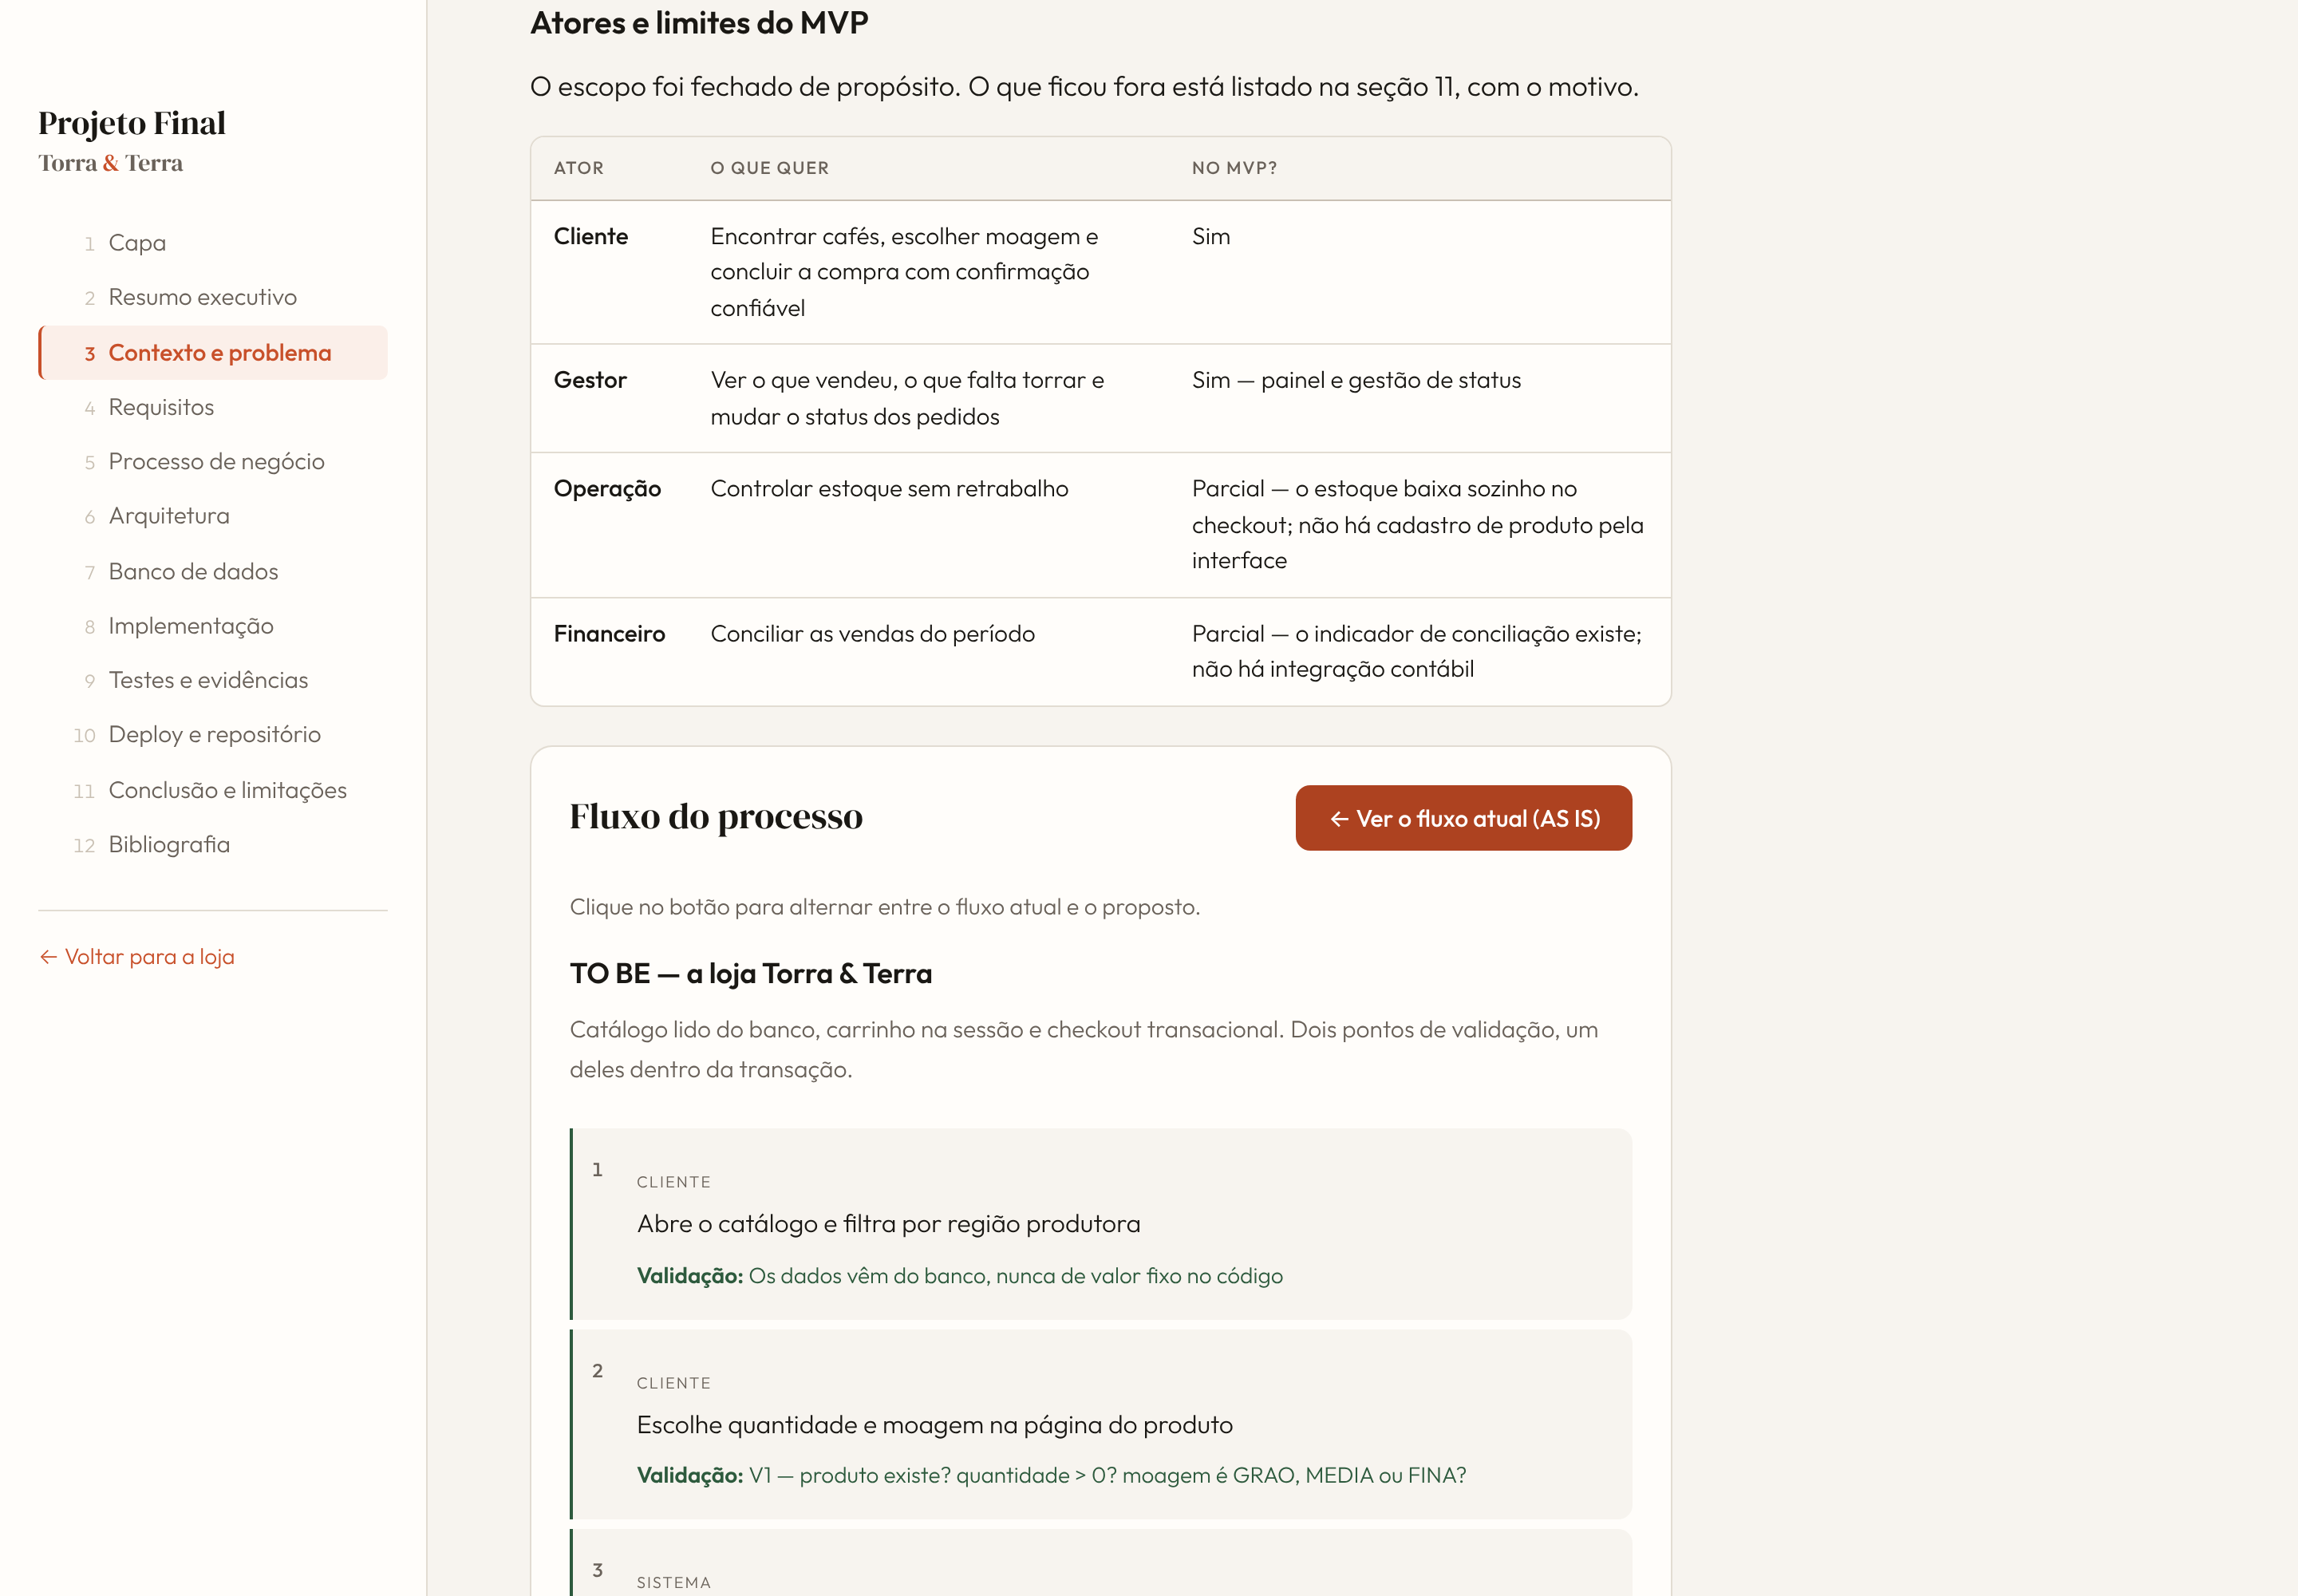 Projeto Final
Torra & Terra
1 Capa
2 Resumo executivo
3 Contexto e problema
4 Requisitos
5 Processo de negócio
6 Arquitetura
7 Banco de dados
8 Implementação
9 Testes e evidências
10 Deploy e repositório
11 Conclusão e limitações
12 Bibliografia
← Voltar para a loja
Atores e limites do MVP
O escopo foi fechado de propósito. O que ficou fora está listado na seção 11, com o motivo.
ATOR O QUE QUER NO MVP?
Cliente Encontrar cafés, escolher moagem e Sim
concluir a compra com confirmação
confiável
Gestor Ver o que vendeu, o que falta torrar e Sim — painel e gestão de status
mudar o status dos pedidos
Operação Controlar estoque sem retrabalho Parcial — o estoque baixa sozinho no
checkout; não há cadastro de produto pela
interface
Financeiro Conciliar as vendas do período Parcial — o indicador de conciliação existe;
não há integração contábil
Fluxo do processo
← Ver o fluxo atual (AS IS)
Clique no botão para alternar entre o fluxo atual e o proposto.
TO BE — a loja Torra & Terra
Catálogo lido do banco, carrinho na sessão e checkout transacional. Dois pontos de validação, um
deles dentro da transação.
1
CLIENTE
Abre o catálogo e filtra por região produtora
Validação: Os dados vêm do banco, nunca de valor fixo no código
2
CLIENTE
Escolhe quantidade e moagem na página do produto
Validação: V1 — produto existe? quantidade > 0? moagem é GRAO, MEDIA ou FINA?
3
SISTEMA